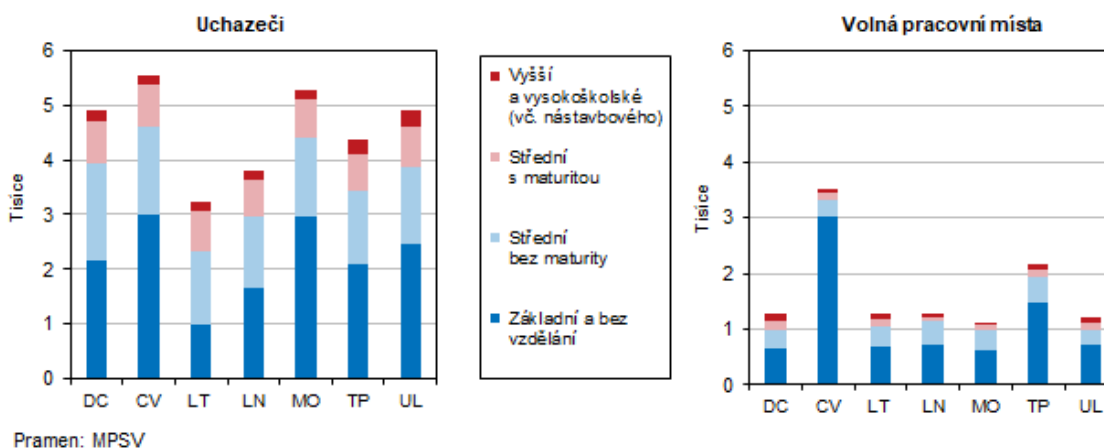 Uchazeči
6
5
4
3
2
1
0
Tisíce
DC CV LT LN MO TP UL
Vyšší
a vysokoškolské
(vč. nástavbového)
Střední
s maturitou
Střední
bez maturity
Základní a bez
vzdělání
Volná pracovní místa
6
5
4
3
2
1
0
Tisíce
DC CV LT LN MO TP UL
Pramen: MPSV